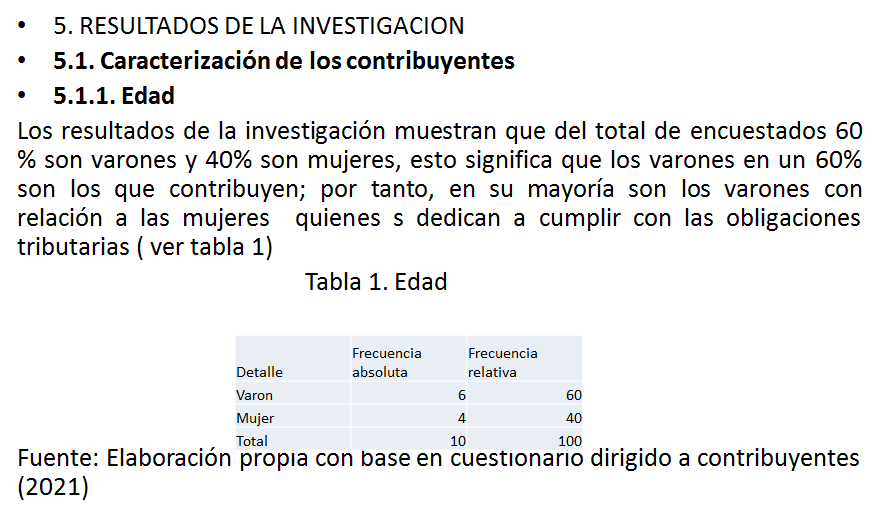 • 5. RESULTADOS DE LA INVESTIGACION
• 5.1. Caracterización de los contribuyentes
• 5.1.1. Edad
Los resultados de la investigación muestran que del total de encuestados 60
% son varones y 40% son mujeres, esto significa que los varones en un 60%
son los que contribuyen; por tanto, en su mayoría son los varones con
relación a las mujeres quienes s dedican a cumplir con las obligaciones
tributarias ( ver tabla 1)
Tabla 1. Edad
Detalle Frecuencia absoluta Frecuencia relativa
Varon 6 60
Mujer 4 40
Total 10 100
Fuente: Elaboración propia con base en cuestionario dirigido a contribuyentes
(2021)